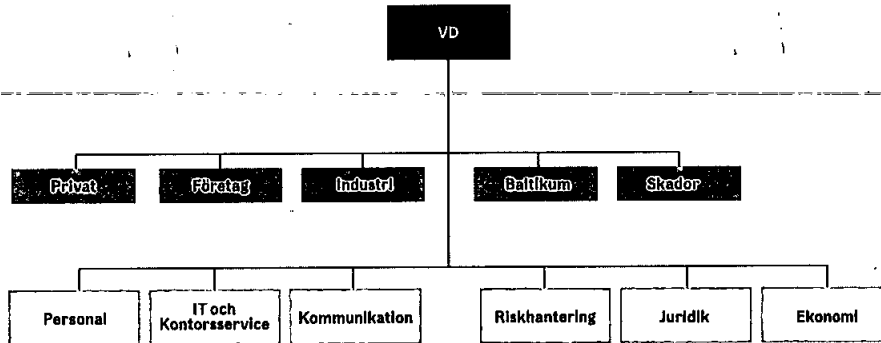 VD
Privat
Företag
Industri
Baltikum
Skador
Personal
IT och
Kontorsservice
Kommunikation
Riskhantering
Juridik
Ekonomi